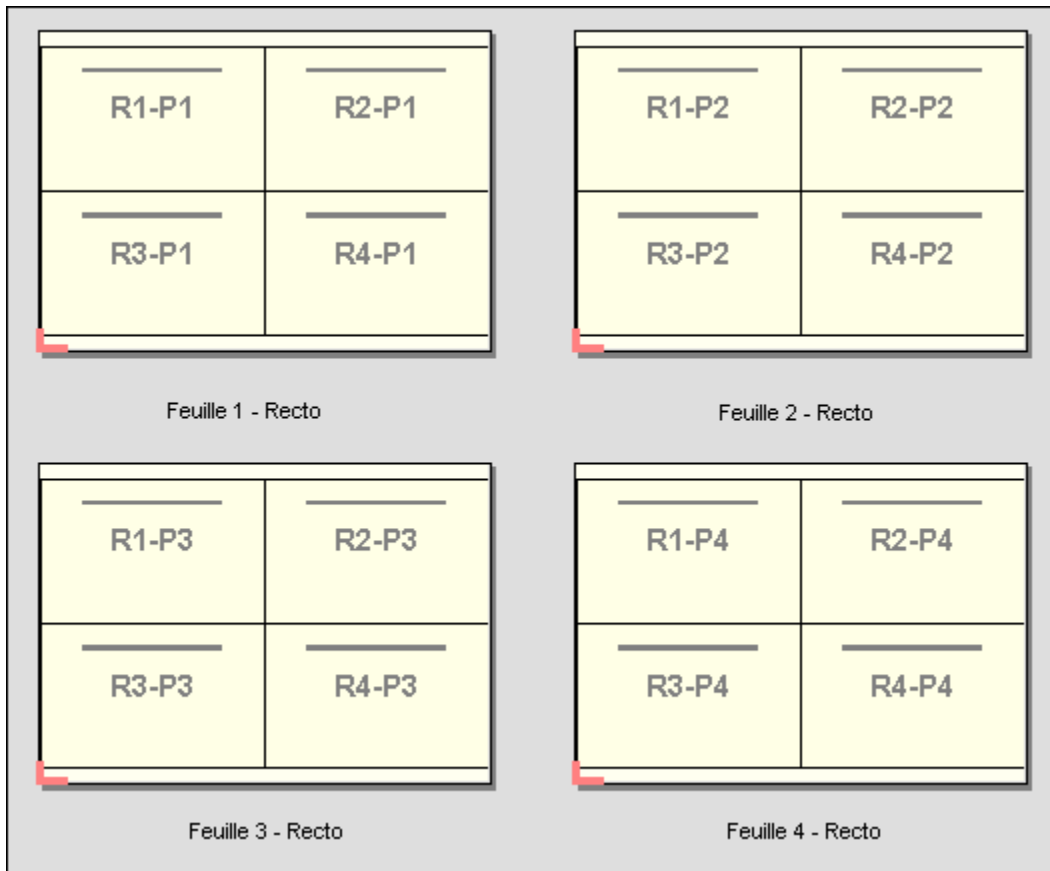 R1-P1 R2-P1
R3-P1 R4-P1
Feuille 1 - Recto
R1-P2 R2-P2
R3-P2 R4-P2
Feuille 2 - Recto
R1-P3 R2-P3
R3-P3 R4-P3
Feuille 3 - Recto
R1-P4 R2-P4
R3-P4 R4-P4
Feuille 4 - Recto